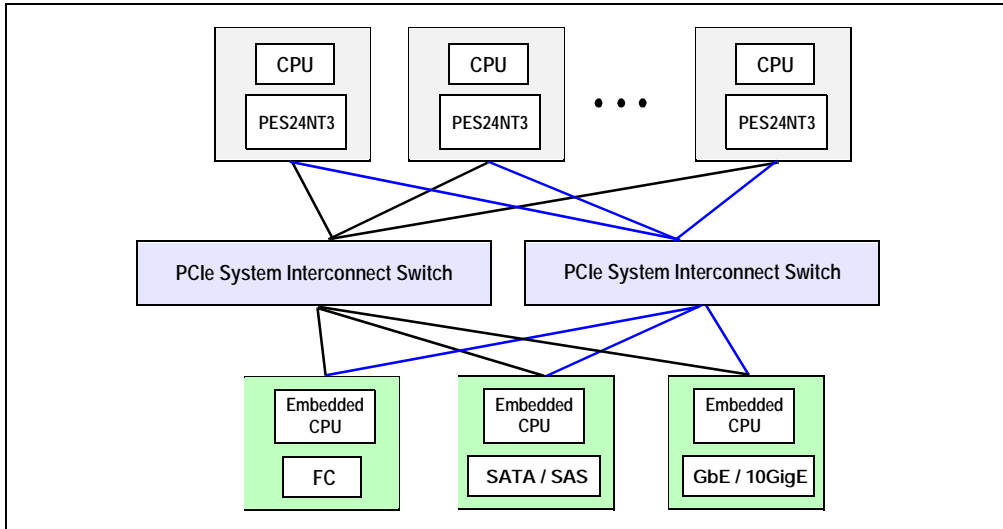 CPU
CPU
CPU
PES24NT3
PES24NT3
• • •
PES24NT3
PCIe System Interconnect Switch
PCIe System Interconnect Switch
Embedded
CPU
Embedded
CPU
Embedded
CPU
FC
SATA / SAS
GbE / 10GigE